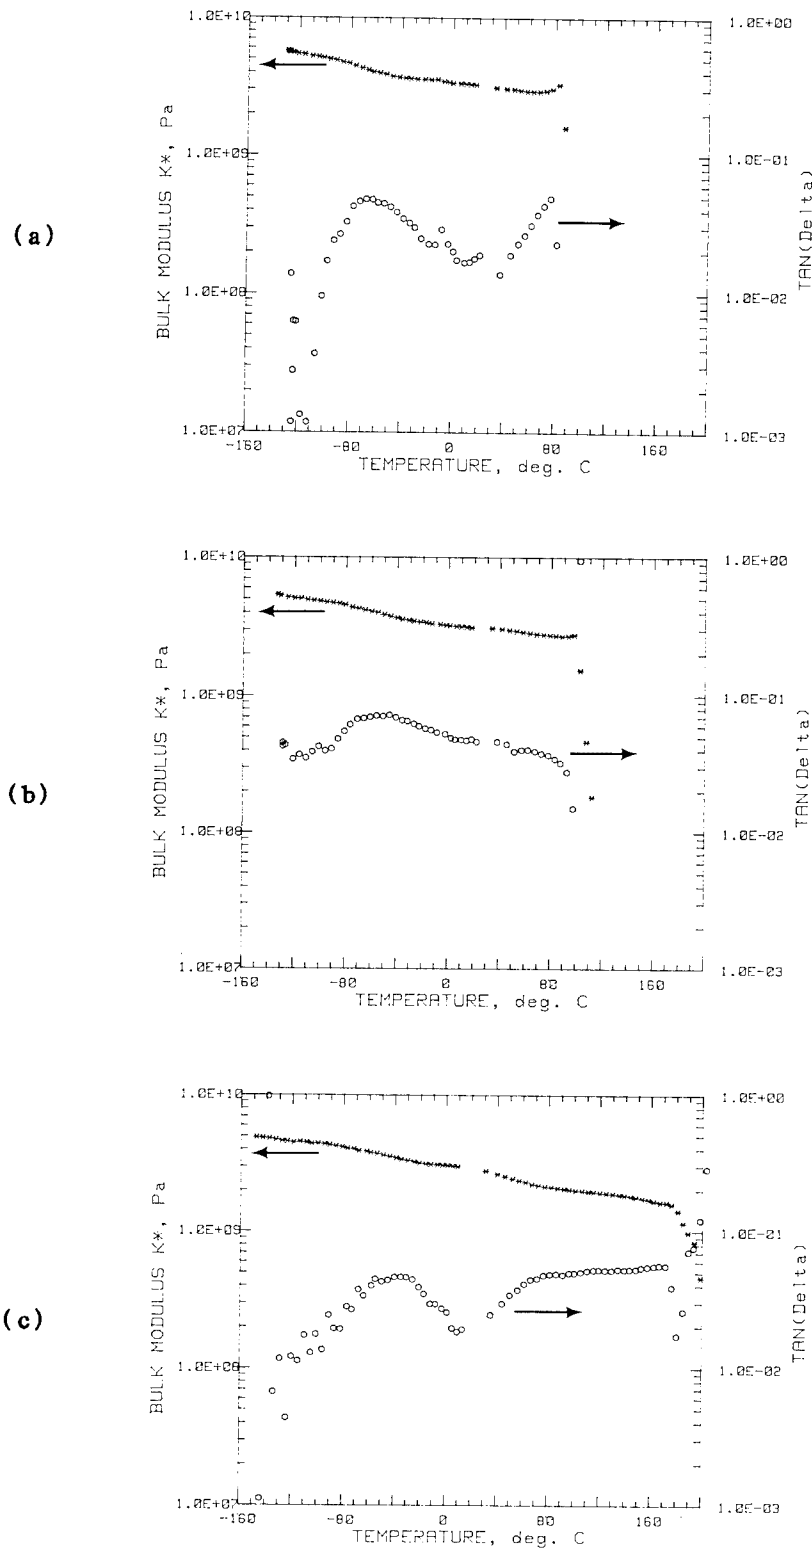 (a)
1.0E+10
1.0E+09
1.0E+08
1.0E+07
BULK MODULUS K*, Pa
1.0E+00
1.0E-01
1.0E-02
1.0E-03
TAN(Delta)
-160
-80
0
80
160
TEMPERATURE, deg. C
(b)
1.0E+10
1.0E+09
1.0E+08
1.0E+07
BULK MODULUS K*, Pa
1.0E+00
1.0E-01
1.0E-02
1.0E-03
TAN(Delta)
-160
-80
0
80
160
TEMPERATURE, deg. C
(c)
1.0E+10
1.0E+09
1.0E+08
1.0E+07
BULK MODULUS K*, Pa
1.0E+00
1.0E-01
1.0E-02
1.0E-03
TAN(Delta)
-160
-80
0
80
160
TEMPERATURE, deg. C